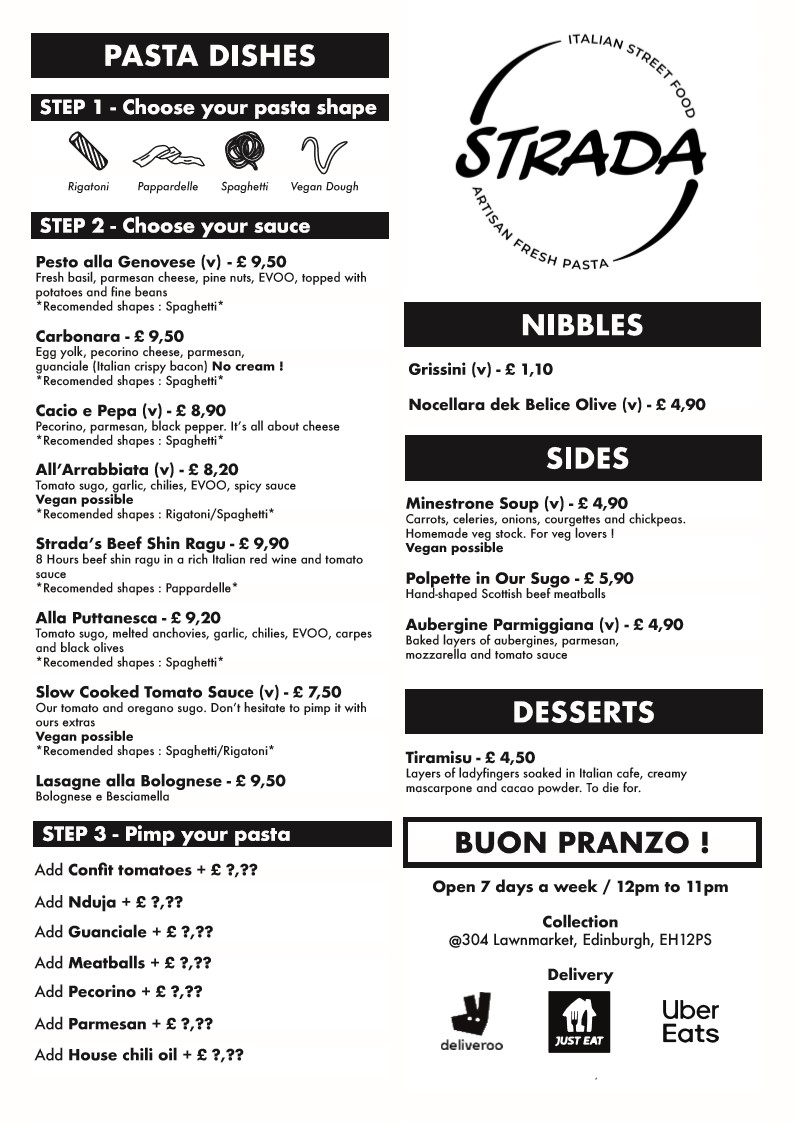 PASTA DISHES
STEP 1 - Choose your pasta shape
Rigatoni
Pappardelle
Spaghetti
Vegan Dough
STEP 2 - Choose your sauce
Pesto alla Genovese (v) - £ 9,50
Fresh basil, parmesan cheese, pine nuts, EVOO, topped with
potatoes and fine beans
*Recomended shapes : Spaghetti*
Carbonara - £ 9,50
Egg yolk, pecorino cheese, parmesan,
guanciale (Italian crispy bacon) No cream !
*Recomended shapes : Spaghetti*
Cacio e Pepa (v) - £ 8,90
Pecorino, parmesan, black pepper. It's all about cheese
*Recomended shapes : Spaghetti*
All'Arrabbiata (v) - £ 8,20
Tomato sugo, garlic, chilies, EVOO, spicy sauce
Vegan possible
*Recomended shapes : Rigatoni/Spaghetti*
Strada's Beef Shin Ragu - £ 9,90
8 Hours beef shin ragu in a rich Italian red wine and tomato
sauce
*Recomended shapes : Pappardelle*
Alla Puttanesca - £ 9,20
Tomato sugo, melted anchovies, garlic, chilies, EVOO, carpes
and black olives
*Recomended shapes : Spaghetti*
Slow Cooked Tomato Sauce (v) - £ 7,50
Our tomato and oregano sugo. Don't hesitate to pimp it with
ours extras
Vegan possible
*Recomended shapes : Spaghetti/Rigatoni*
Lasagne alla Bolognese - £ 9,50
Bolognese e Besciamella
STEP 3 - Pimp your pasta
Add Confit tomatoes + £ ?,??
Add Nduja + £ ?,??
Add Guanciale + £ ?,??
Add Meatballs + £ ?,??
Add Pecorino + £ ?,??
Add Parmesan + £ ?,??
Add House chili oil + £ ?,??
ITALIAN STREET FOOD
STRADA
ARTISAN FRESH PASTA
NIBBLES
Grissini (v) - £ 1,10
Nocellara dek Belice Olive (v) - £ 4,90
SIDES
Minestrone Soup (v) - £ 4,90
Carrots, celeries, onions, courgettes and chickpeas.
Homemade veg stock. For veg lovers !
Vegan possible
Polpette in Our Sugo - £ 5,90
Hand-shaped Scottish beef meatballs
Aubergine Parmiggiana (v) - £ 4,90
Baked layers of aubergines, parmesan,
mozzarella and tomato sauce
DESSERTS
Tiramisu - £ 4,50
Layers of ladyfingers soaked in Italian cafe, creamy
mascarpone and cacao powder. To die for.
BUON PRANZO !
Open 7 days a week / 12pm to 11pm
Collection
@304 Lawnmarket, Edinburgh, EH12PS
Delivery
deliveroo
JUST EAT
Uber
Eats